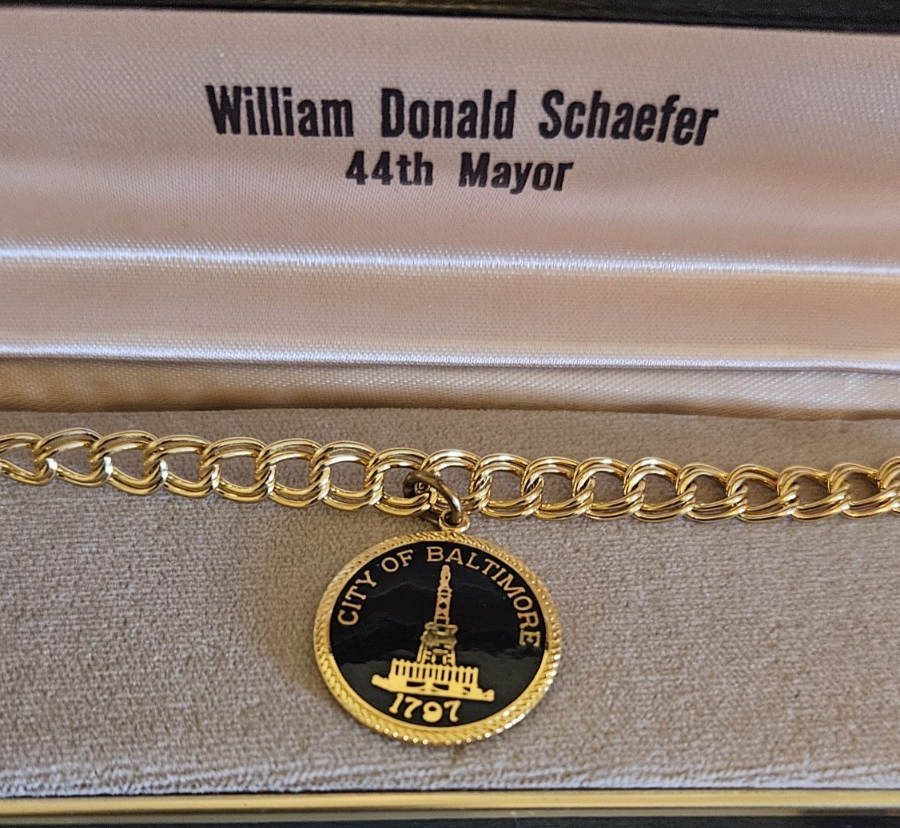 William Donald Schaefer
44th Mayor
CITY OF BALTIMORE
1797